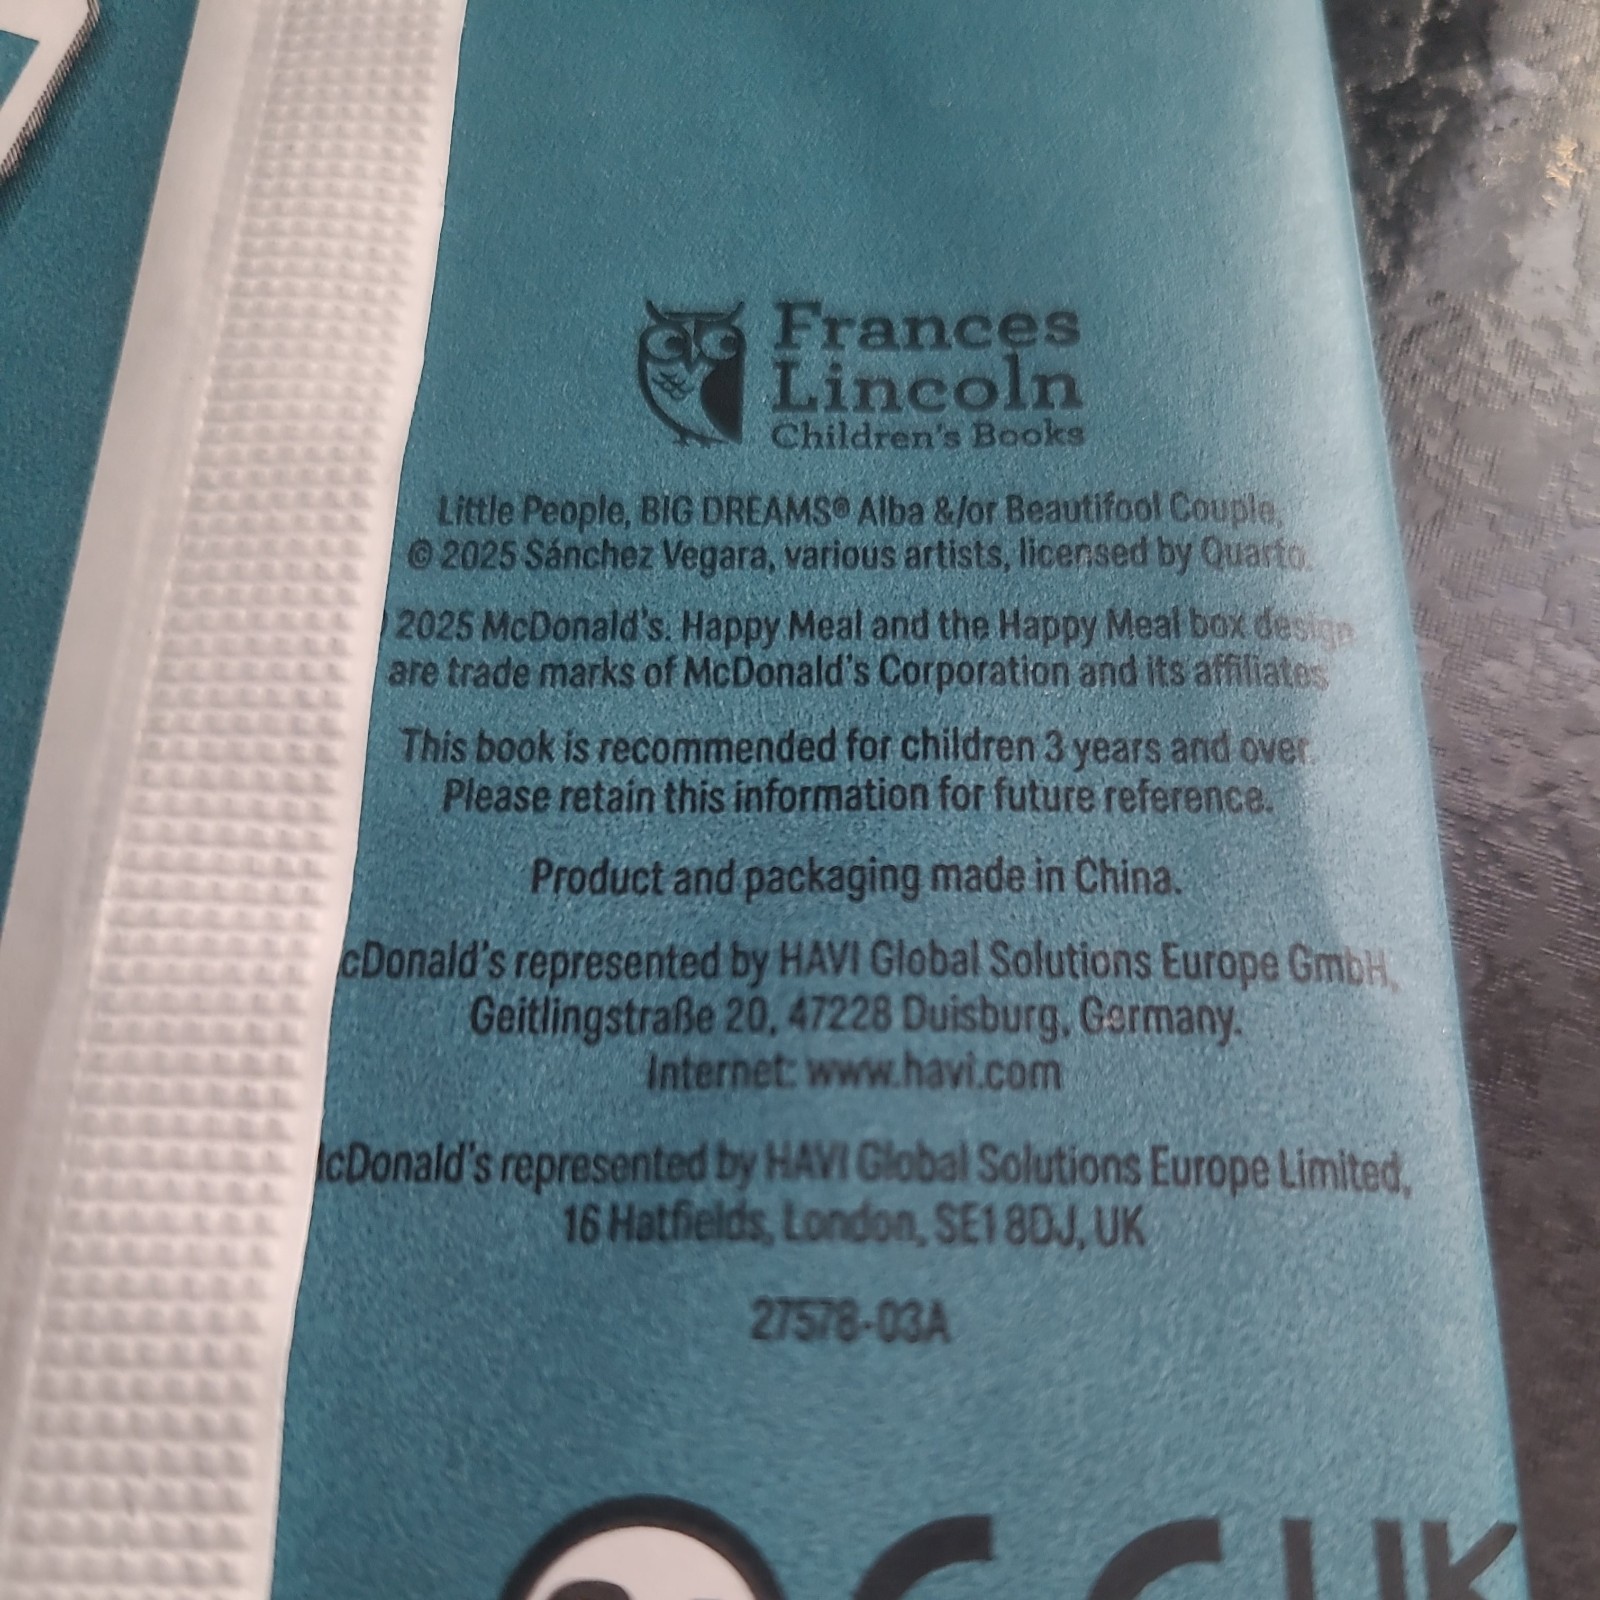 Frances
Lincoln
Children's Books
Little People, BIG DREAMS® Alba &/or Beautifool Couple,
© 2025 Sánchez Vegara, various artists, licensed by Quarto.
2025 McDonald's. Happy Meal and the Happy Meal box design
are trade marks of McDonald's Corporation and its affiliates
This book is recommended for children 3 years and over
Please retain this information for future reference.
Product and packaging made in China.
cDonald's represented by HAVI Global Solutions Europe GmbH,
Geitlingstraße 20, 47228 Duisburg, Germany.
Internet: www.havi.com
cDonald's represented by HAVI Global Solutions Europe Limited,
16 Hatfields, London, SE1 8DJ, UK
27578-03A
UK